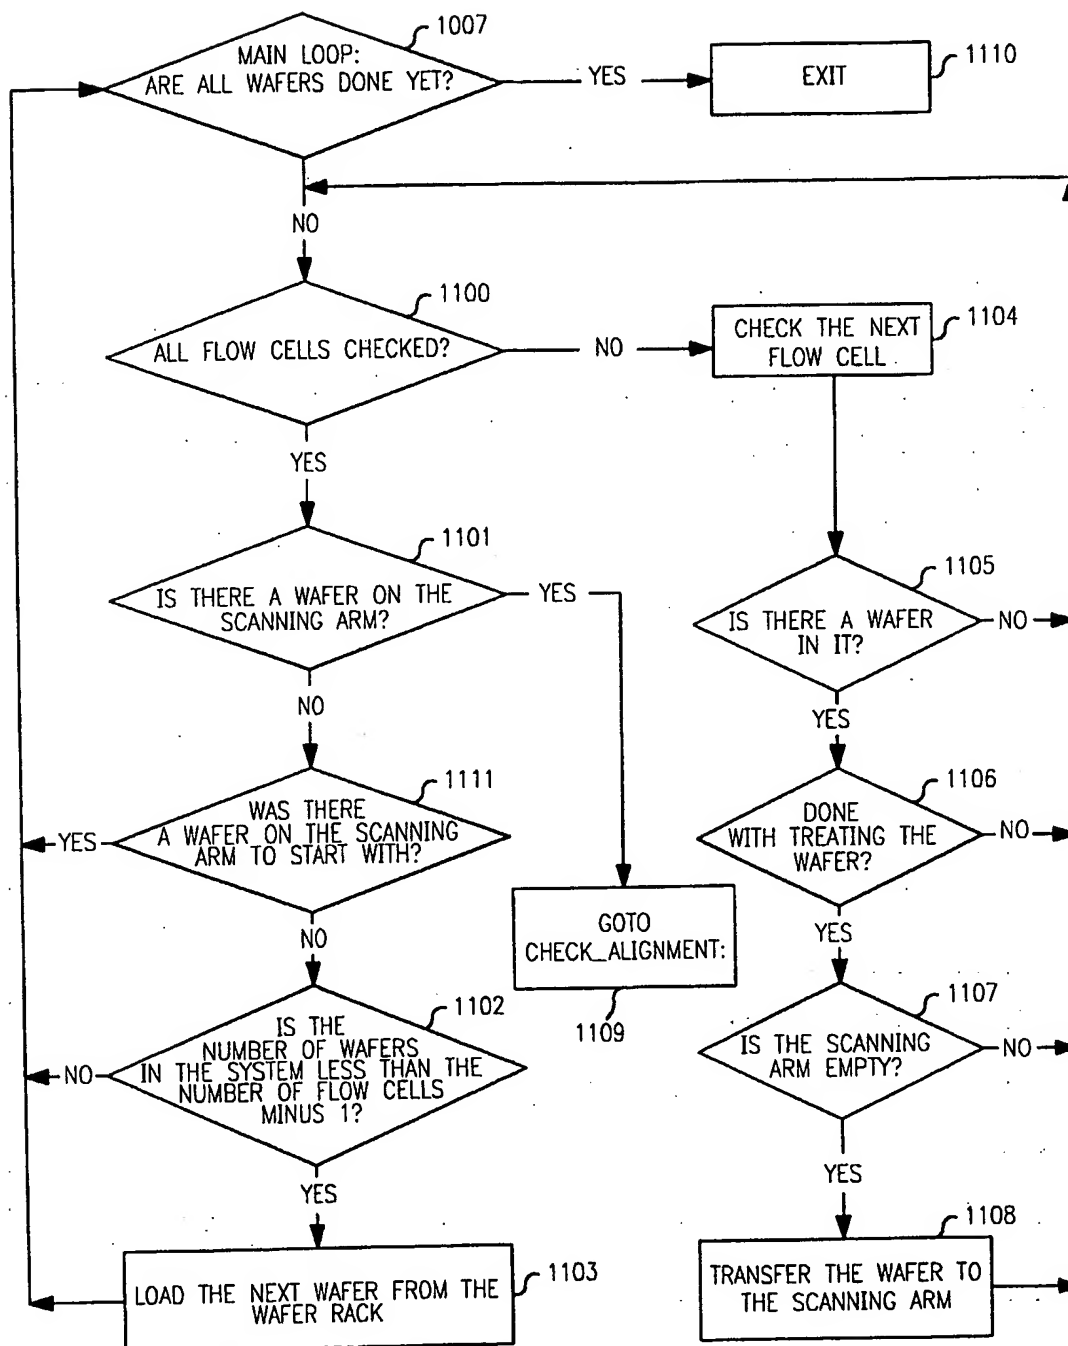 1007
MAIN LOOP:
ARE ALL WAFERS DONE YET?
YES
EXIT
1110
NO
1100
ALL FLOW CELLS CHECKED?
NO
CHECK THE NEXT
FLOW CELL
1104
YES
1101
IS THERE A WAFER ON THE
SCANNING ARM?
YES
1105
IS THERE A WAFER
IN IT?
NO
NO
YES
1111
WAS THERE
A WAFER ON THE SCANNING
ARM TO START WITH?
YES
1106
DONE
WITH TREATING THE
WAFER?
NO
NO
GOTO
CHECK_ALIGNMENT:
1109
YES
1102
IS THE
NUMBER OF WAFERS
IN THE SYSTEM LESS THAN THE
NUMBER OF FLOW CELLS
MINUS 1?
NO
1107
IS THE SCANNING
ARM EMPTY?
NO
YES
YES
1103
LOAD THE NEXT WAFER FROM THE
WAFER RACK
1108
TRANSFER THE WAFER TO
THE SCANNING ARM